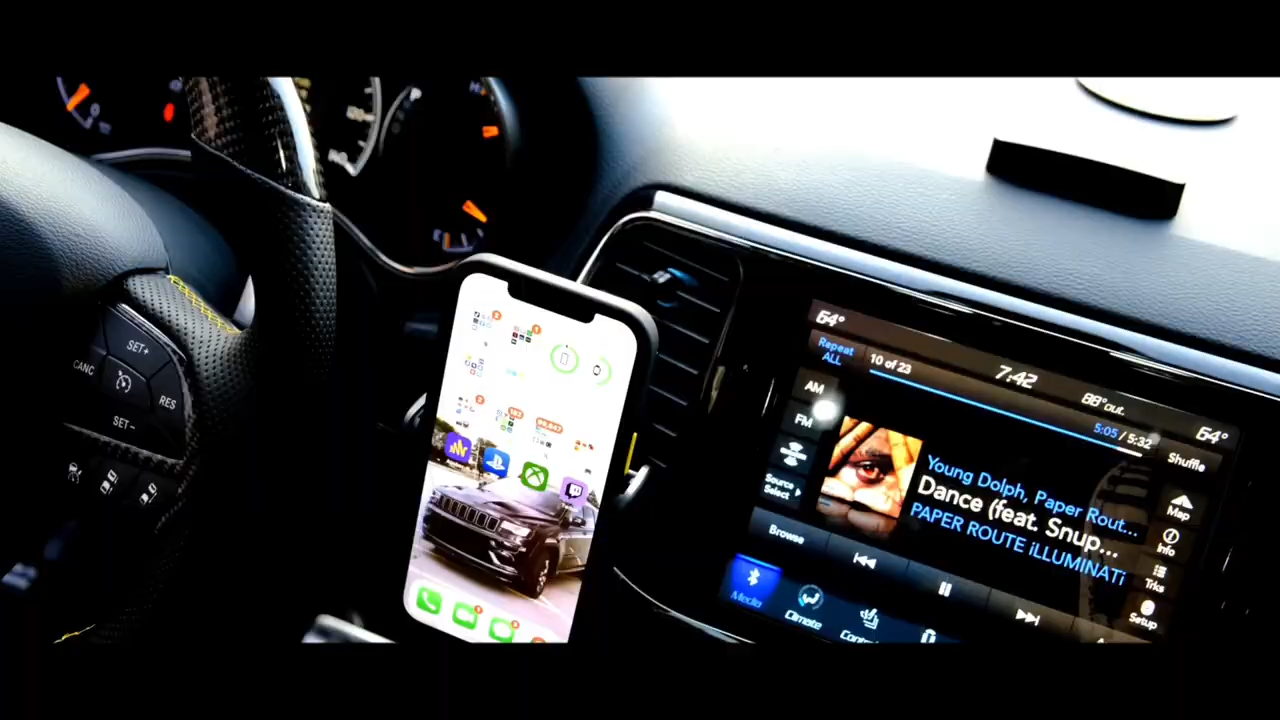 SET+
CANC
RES
SET-
64°
7:42
88°out.
64°
Repeat
ALL
10 of 23
5:05 / 5:32
Shuffle
AM
FM
Source
Select
Young Dolph, Paper Rout...
Dance (feat. Snup...
PAPER ROUTE iLLUMINATi
Map
Info
Trks
Setup
Browse
Media
Climate